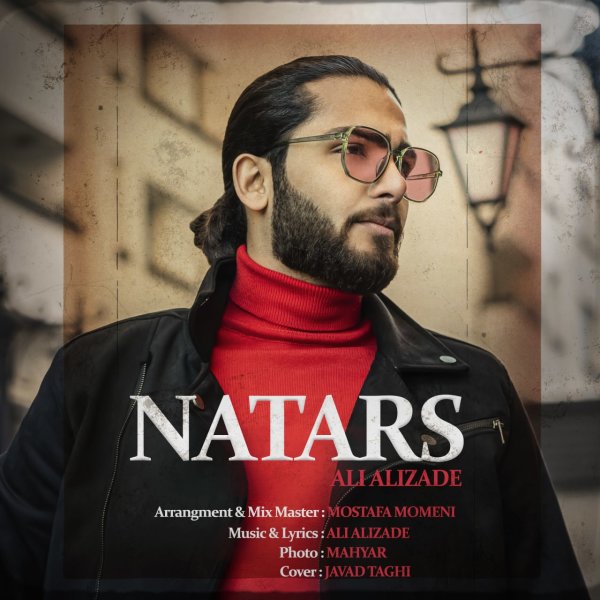 NATARS
ALI ALIZADE
Arrangment & Mix Master : MOSTAFA MOMENI
Music & Lyrics : ALI ALIZADE
Photo : MAHYAR
Cover : JAVAD TAGHI